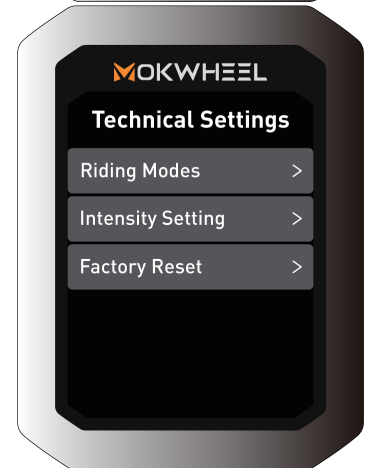 MOKWHEEL
Technical Settings
Riding Modes >
Intensity Setting >
Factory Reset >